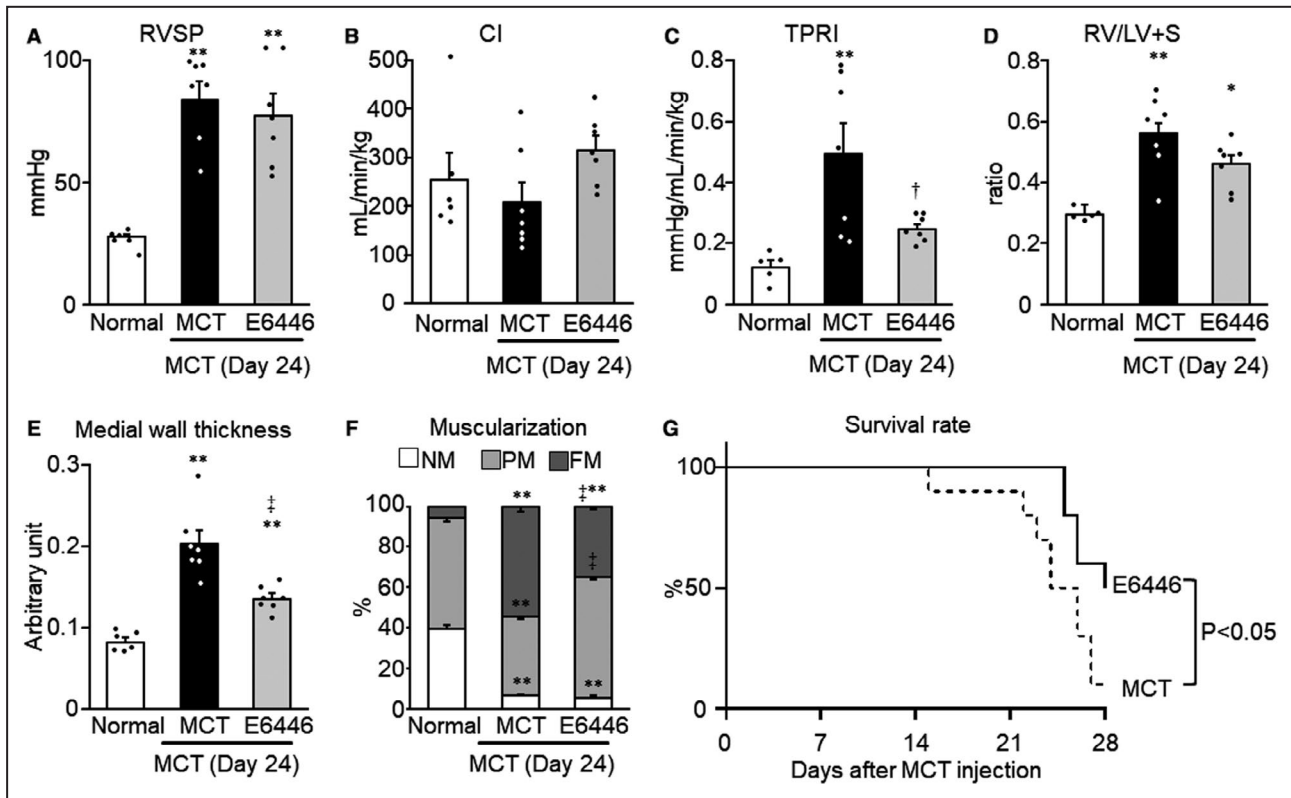 A RVSP
mmHg
100
50
0
** **
Normal MCT E6446
MCT (Day 24)
B CI
mL/min/kg
500
400
300
200
100
0
Normal MCT E6446
MCT (Day 24)
C TPRI
mmHg/mL/min/kg
0.8
0.6
0.4
0.2
0
** †
Normal MCT E6446
MCT (Day 24)
D RV/LV+S
ratio
0.8
0.6
0.4
0.2
0
** *
Normal MCT E6446
MCT (Day 24)
E Medial wall thickness
Arbitrary unit
0.3
0.2
0.1
0
**
‡
**
Normal MCT E6446
MCT (Day 24)
F Muscularization
NM PM FM
%
100
80
60
40
20
0
** ‡**
‡
**
** **
Normal MCT E6446
MCT (Day 24)
G Survival rate
100
50
%
0 7 14 21 28
Days after MCT injection
E6446
P<0.05
MCT